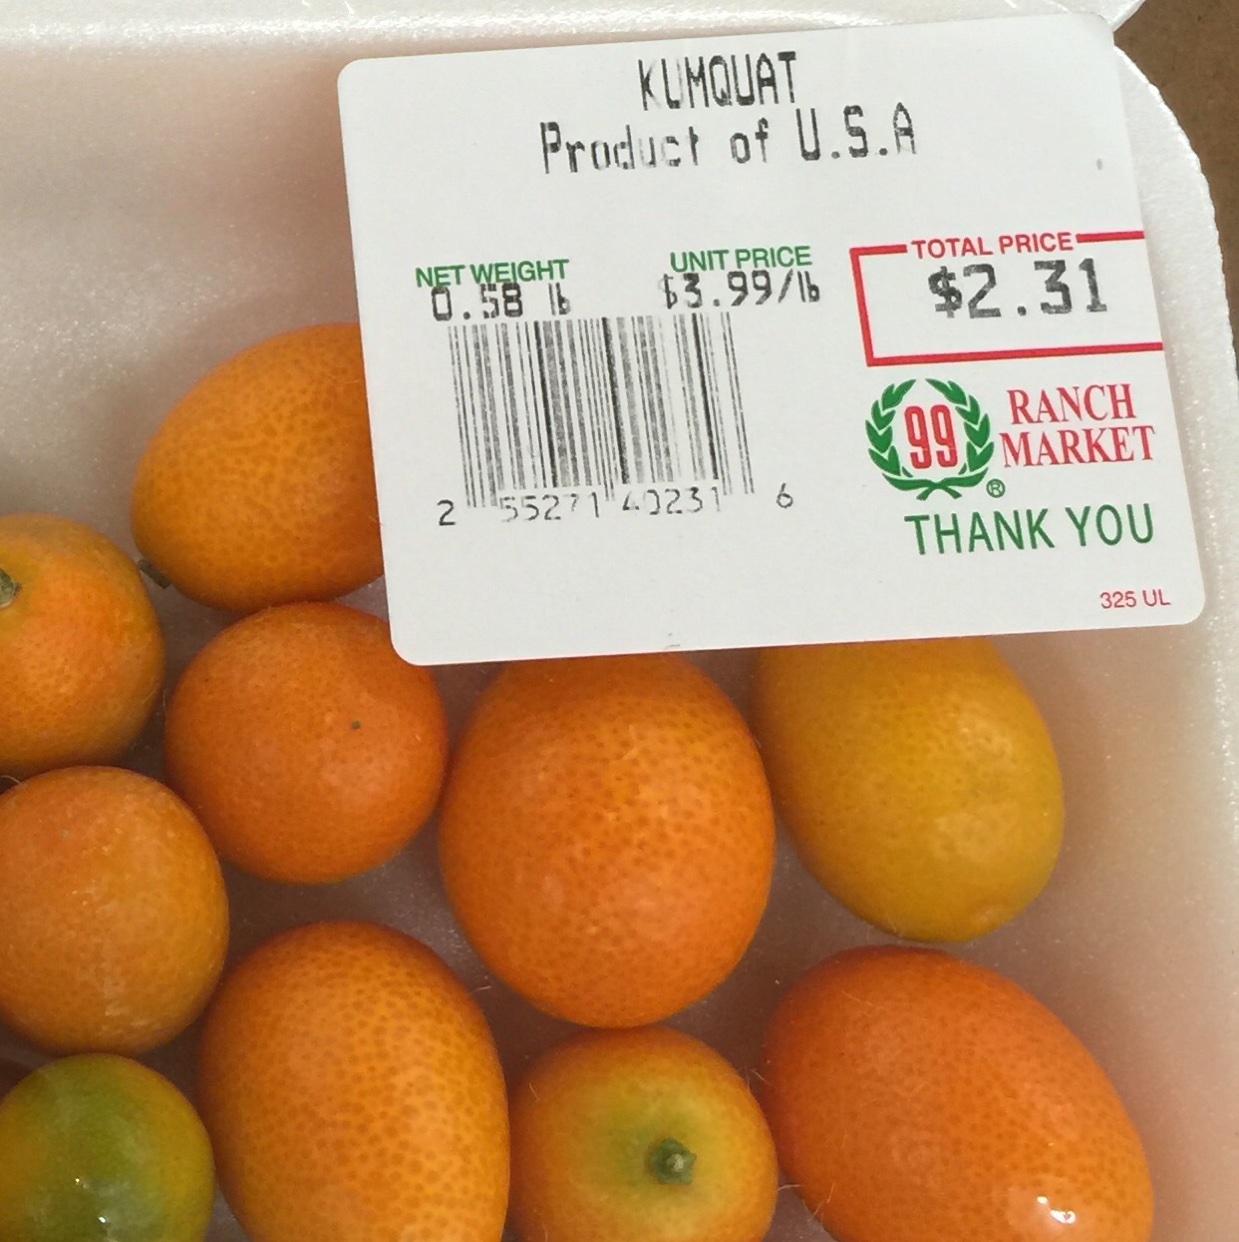 KUMQUAT
Product of U.S.A
NET WEIGHT
0.58 lb
UNIT PRICE
$3.99/lb
TOTAL PRICE
$2.31
2 55271 40231 6
99 RANCH
MARKET
®
THANK YOU
325 UL